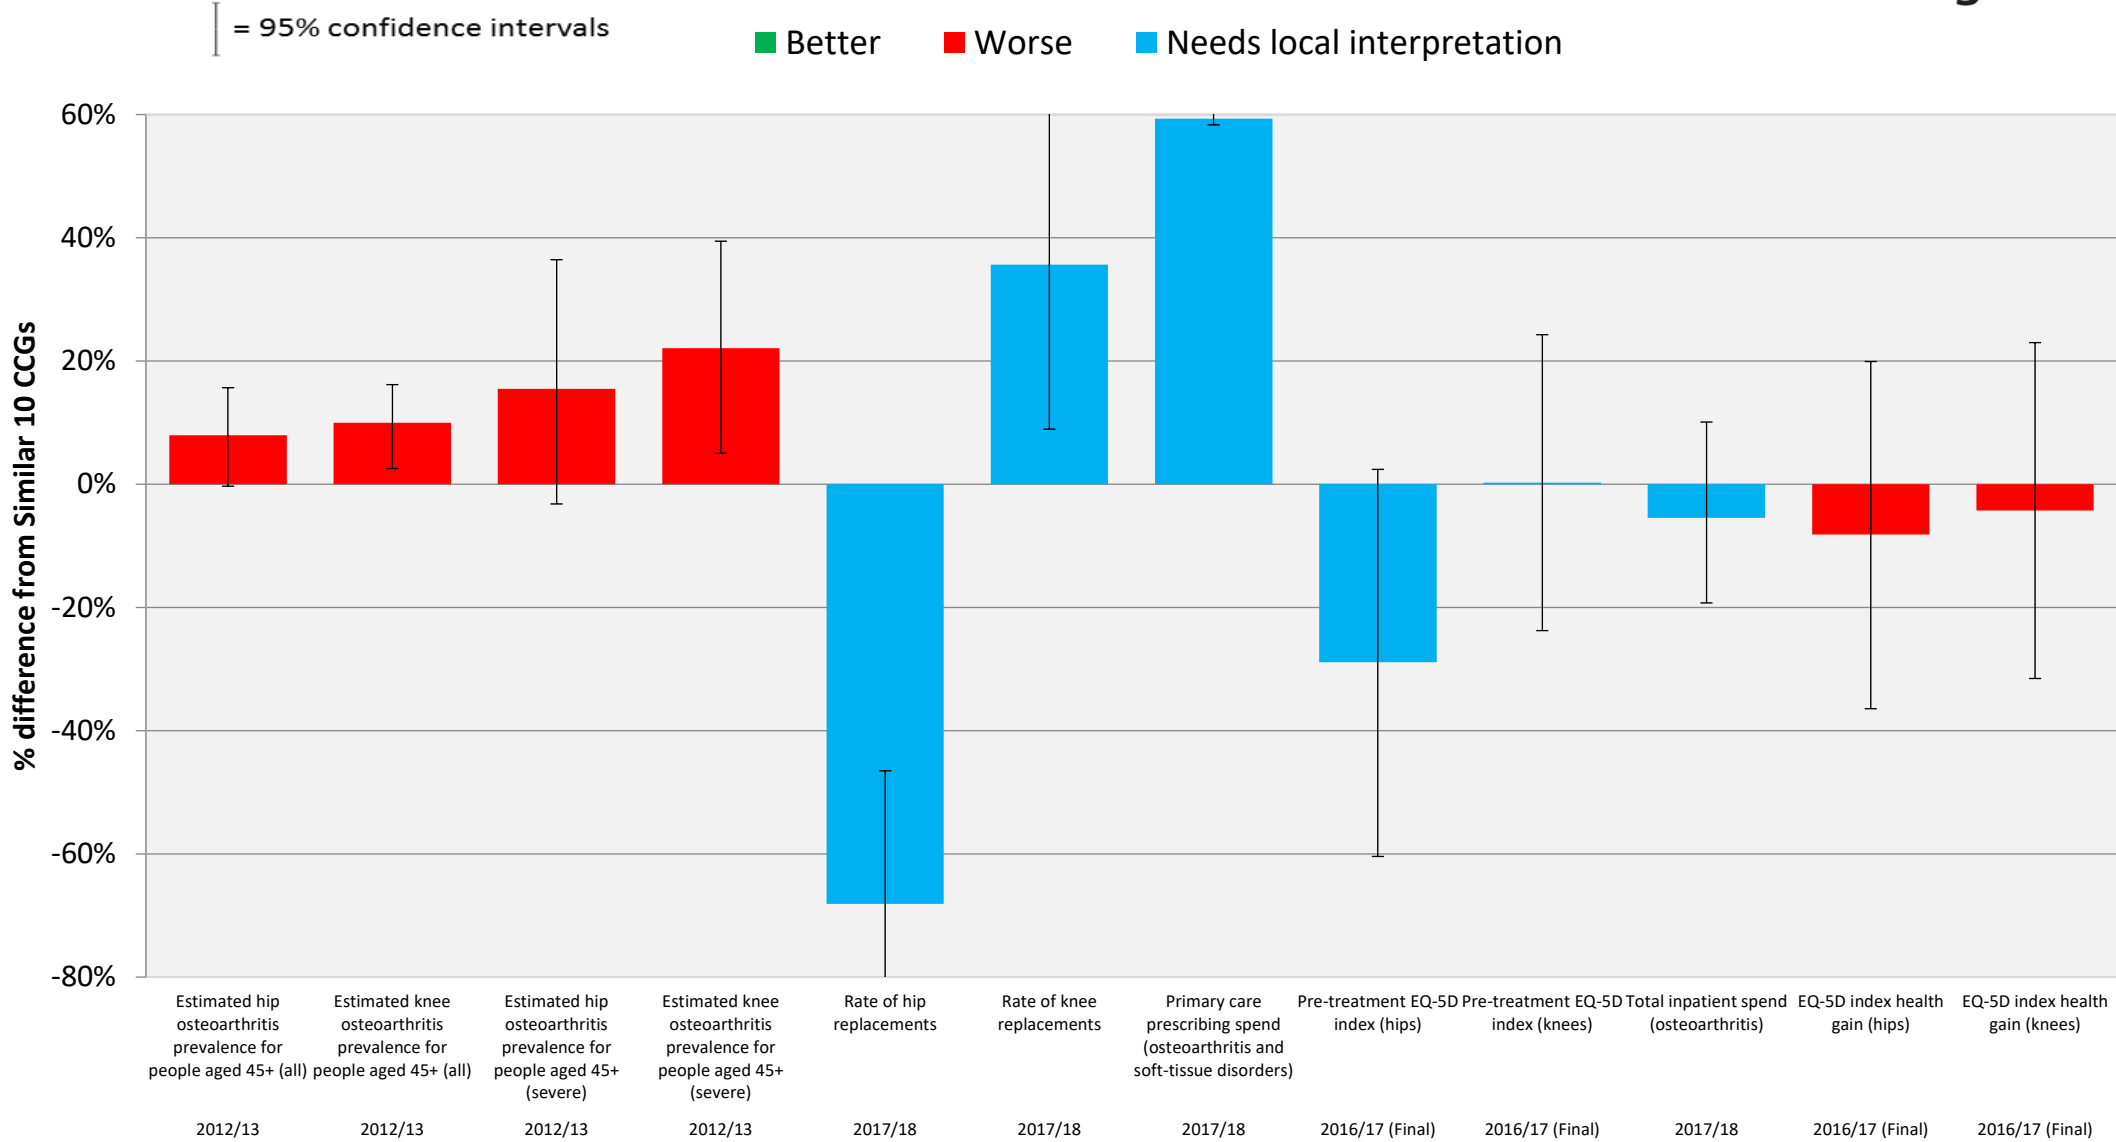 = 95% confidence intervals
Better Worse Needs local interpretation
% difference from Similar 10 CCGs
60%
40%
20%
0%
-20%
-40%
-60%
-80%
Estimated hip
osteoarthritis
prevalence for
people aged 45+ (all)
2012/13
Estimated knee
osteoarthritis
prevalence for
people aged 45+ (all)
2012/13
Estimated hip
osteoarthritis
prevalence for
people aged 45+
(severe)
2012/13
Estimated knee
osteoarthritis
prevalence for
people aged 45+
(severe)
2012/13
Rate of hip
replacements
2017/18
Rate of knee
replacements
2017/18
Primary care
prescribing spend
(osteoarthritis and
soft-tissue disorders)
2017/18
Pre-treatment EQ-5D
index (hips)
2016/17 (Final)
Pre-treatment EQ-5D
index (knees)
2016/17 (Final)
Total inpatient spend
(osteoarthritis)
2017/18
EQ-5D index health
gain (hips)
2016/17 (Final)
EQ-5D index health
gain (knees)
2016/17 (Final)